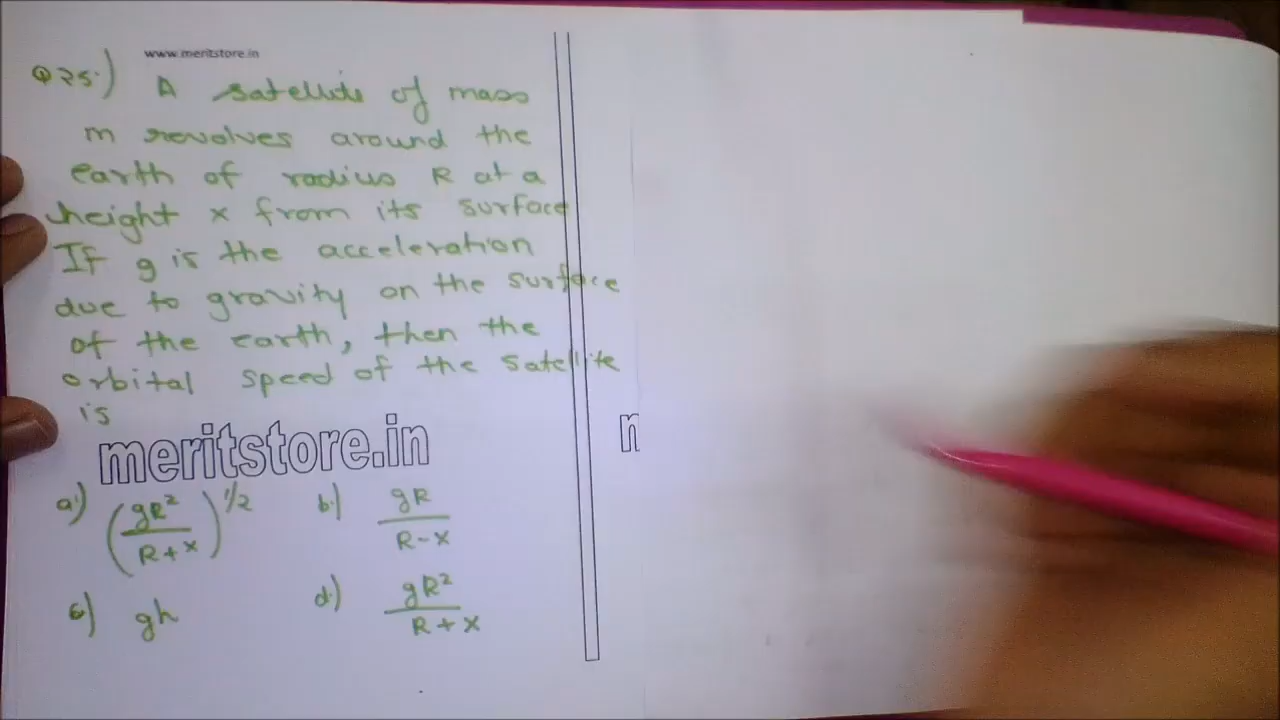 www.meritstore.in
Q25.) A satellite of mass
m revolves around the
earth of radius R at a
height x from its surface
If g is the acceleration
due to gravity on the surface
of the earth, then the
orbital speed of the satellite
is
meritstore.in
m
a.) (gR²/R+x)^1/2 b.) gR/R-x
c) gh d.) gR²/R+x